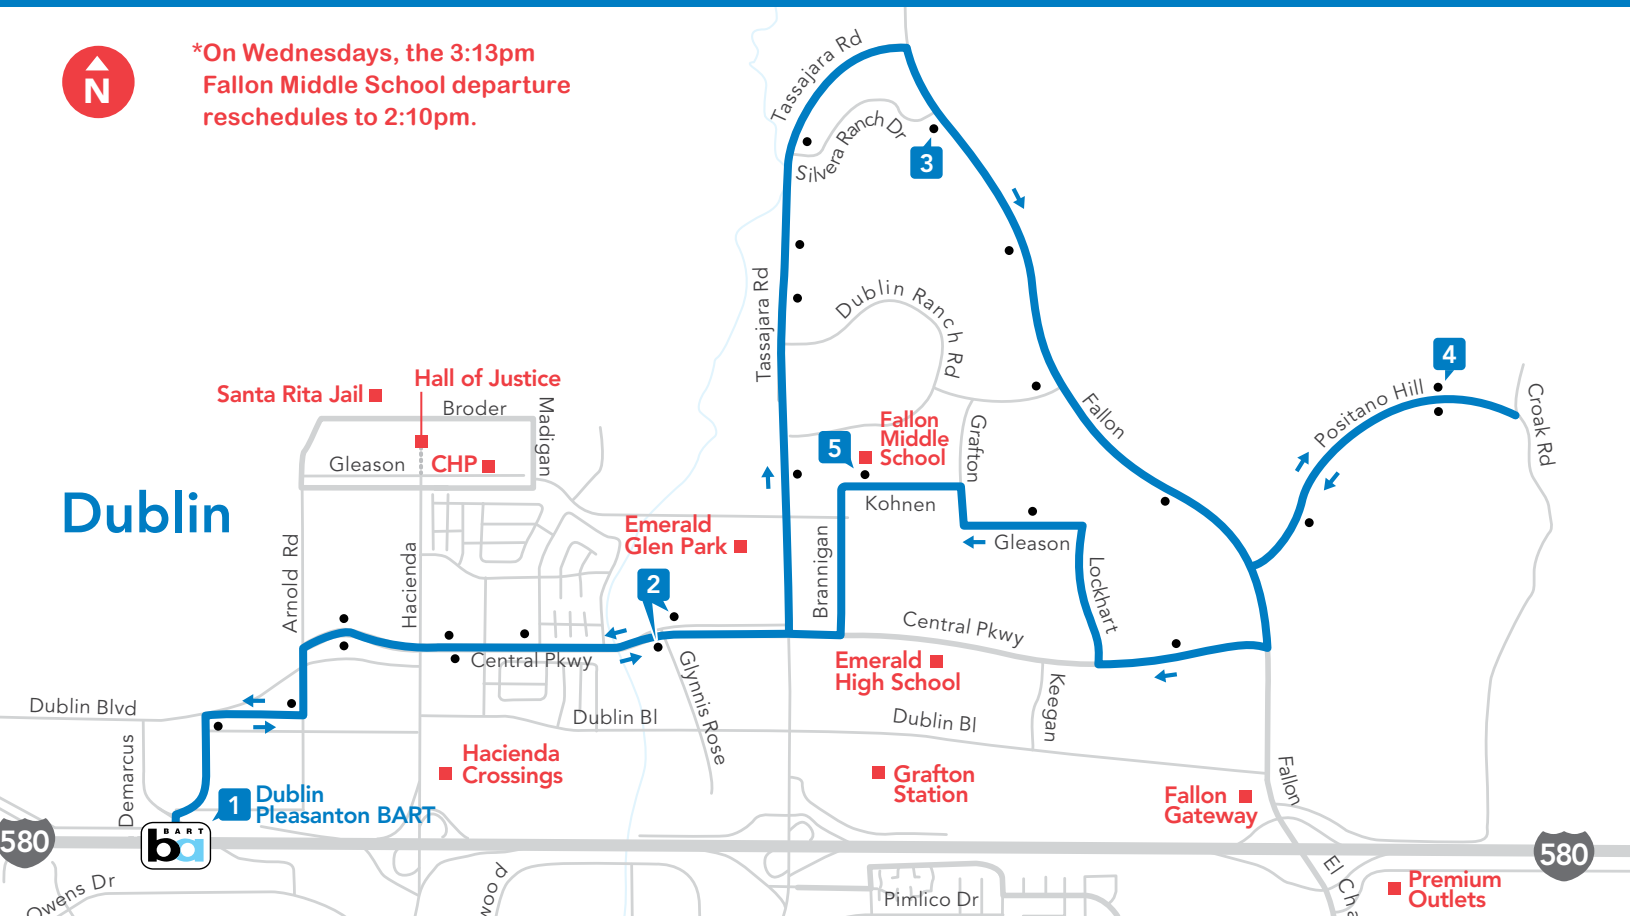 N
*On Wednesdays, the 3:13pm
Fallon Middle School departure
reschedules to 2:10pm.
Tassajara Rd
Silvera Ranch Dr
3
Tassajara Rd
Dublin Ranch Rd
Fallon
4
Positano Hill
Croak Rd
Santa Rita Jail
Hall of Justice
Broder
Madigan
Gleason
CHP
Fallon
Middle
School
5
Grafton
Kohnen
Dublin
Emerald
Glen Park
Gleason
Arnold Rd
Hacienda
2
Brannigan
Lockhart
Central Pkwy
Central Pkwy
Emerald
High School
Glynnis Rose
Keegan
Dublin Blvd
Dublin Bl
Dublin Bl
Demarcus
Hacienda
Crossings
Grafton
Station
Fallon
Fallon
Gateway
1
Dublin
Pleasanton BART
BART
ba
580
580
Owens Dr
wood
Pimlico Dr
El Cha
Premium
Outlets